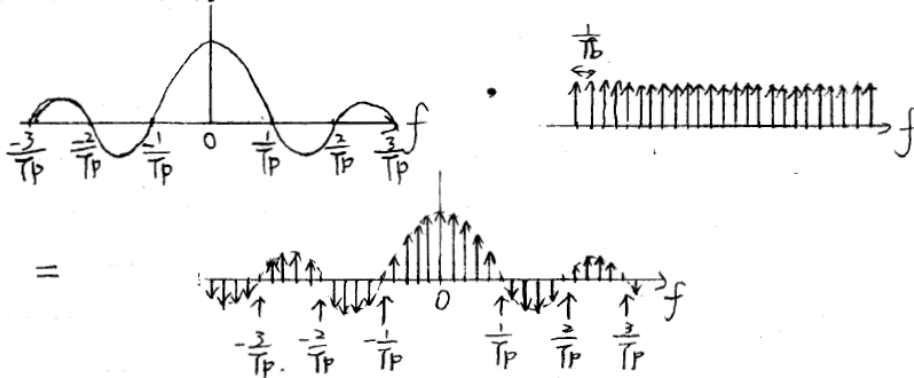 1/Tb
f
-3/Tp -2/Tp -1/Tp 0 1/Tp 2/Tp 3/Tp
.
f
=
0 f
-3/Tp. -2/Tp -1/Tp 1/Tp 2/Tp 3/Tp